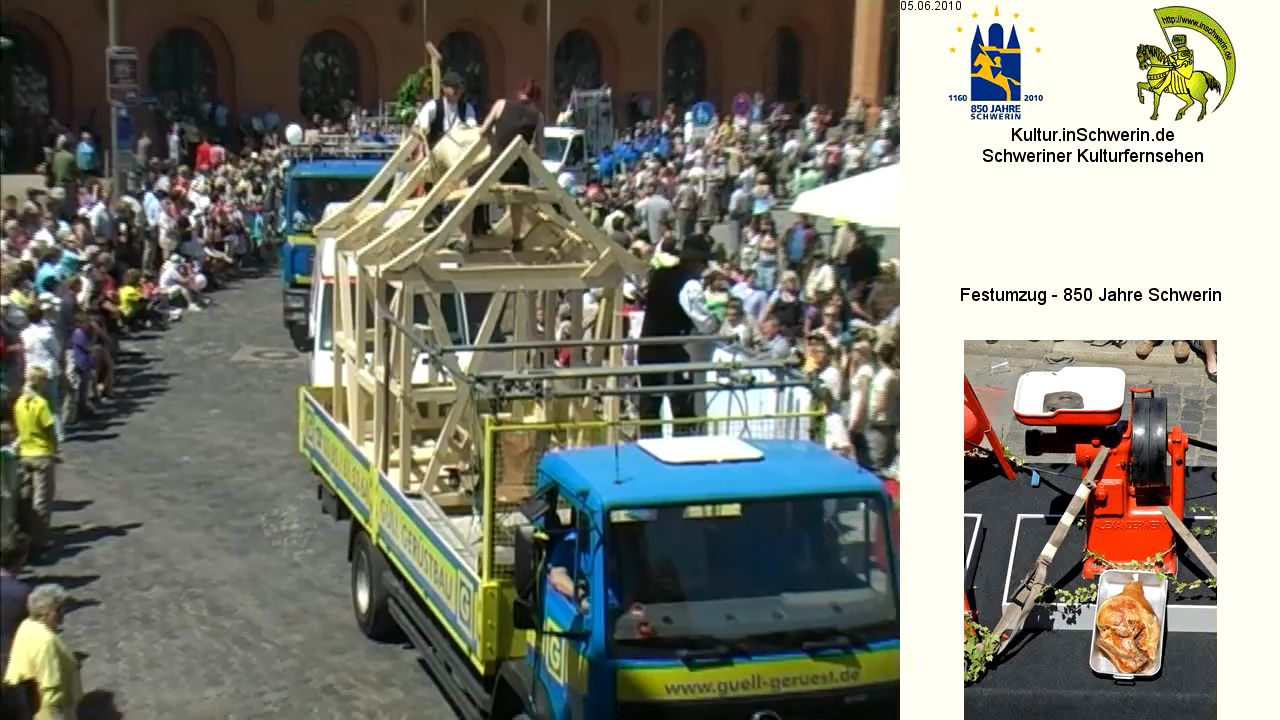 05.06.2010
http://www.inschwerin.de
1160 2010
850 JAHRE
SCHWERIN
Kultur.inSchwerin.de
Schweriner Kulturfernsehen
Festumzug - 850 Jahre Schwerin
ALEXANDERWERK
GÜLL GERÜSTBAU G
G
www.guell-geruest.de